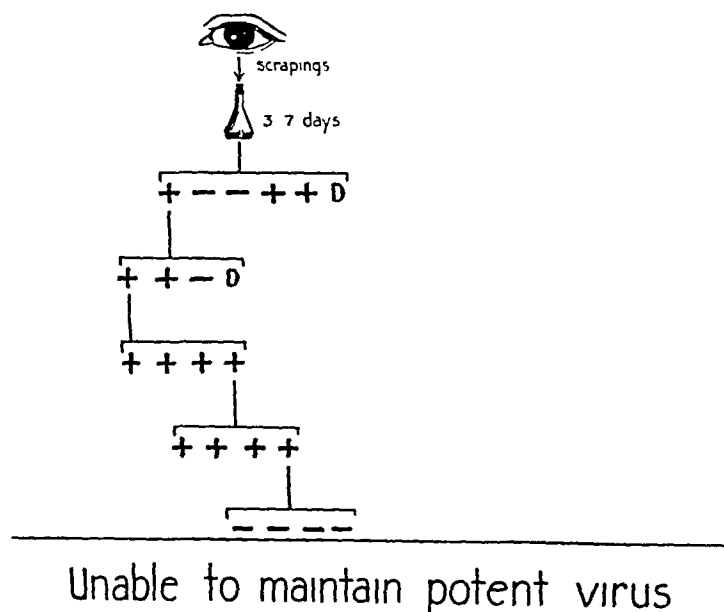 scrapings
3 7 days
+ − − + + D
+ + − D
+ + + +
+ + + +
− − − −
Unable to maintain potent virus